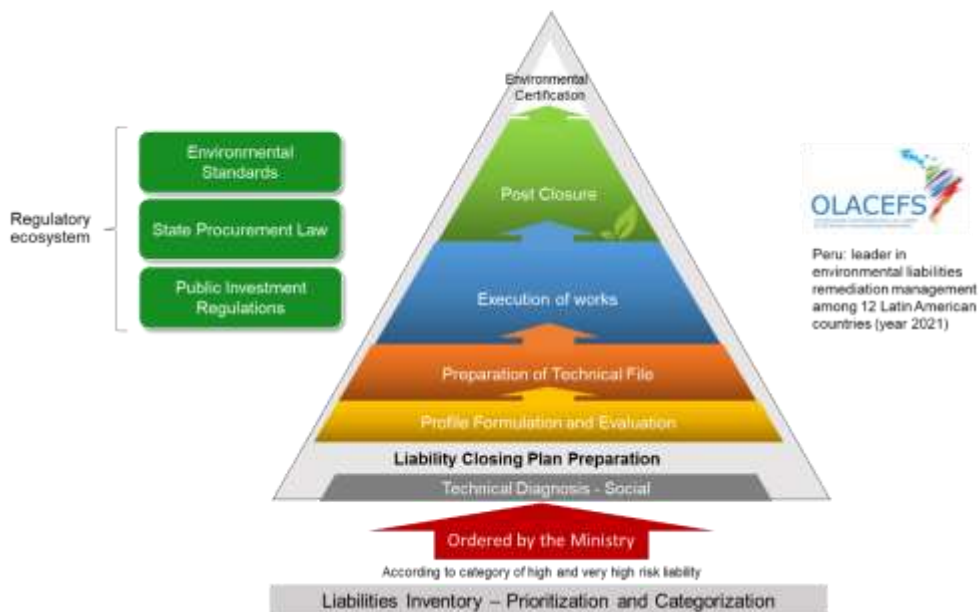 Environmental
Certification
Environmental
Standards
State Procurement Law
Public Investment
Regulations
Regulatory
ecosystem
Post Closure
Execution of works
Preparation of Technical File
Profile Formulation and Evaluation
Liability Closing Plan Preparation
Technical Diagnosis - Social
Ordered by the Ministry
According to category of high and very high risk liability
Liabilities Inventory – Prioritization and Categorization
OLACEFS
Peru: leader in
environmental liabilities
remediation management
among 12 Latin American
countries (year 2021)